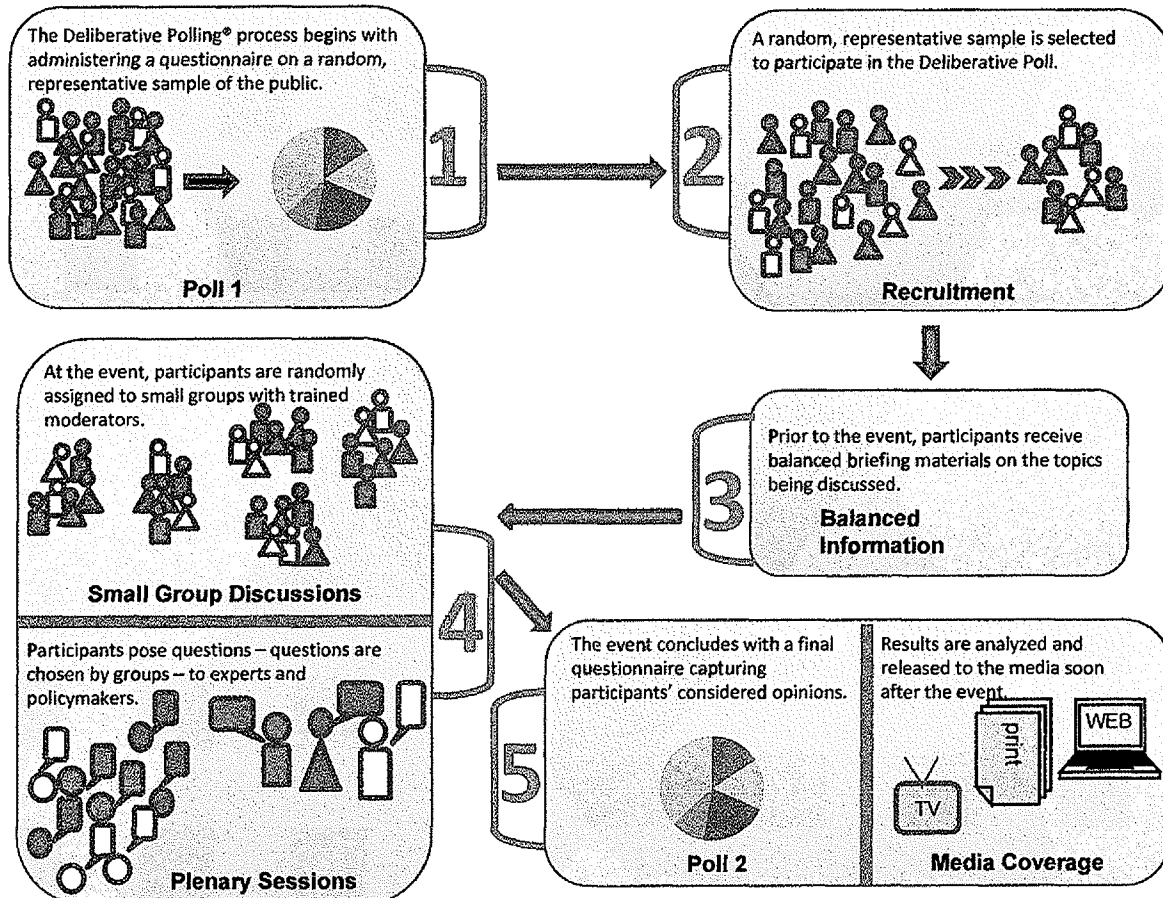 The Deliberative Polling® process begins with
administering a questionnaire on a random,
representative sample of the public.
Poll 1
1
2
A random, representative sample is selected
to participate in the Deliberative Poll.
Recruitment
3
Prior to the event, participants receive
balanced briefing materials on the topics
being discussed.
Balanced
Information
At the event, participants are randomly
assigned to small groups with trained
moderators.
Small Group Discussions
4
Participants pose questions – questions are
chosen by groups – to experts and
policymakers.
Plenary Sessions
5
The event concludes with a final
questionnaire capturing
participants' considered opinions.
Poll 2
Results are analyzed and
released to the media soon
after the event.
TV
print
WEB
Media Coverage